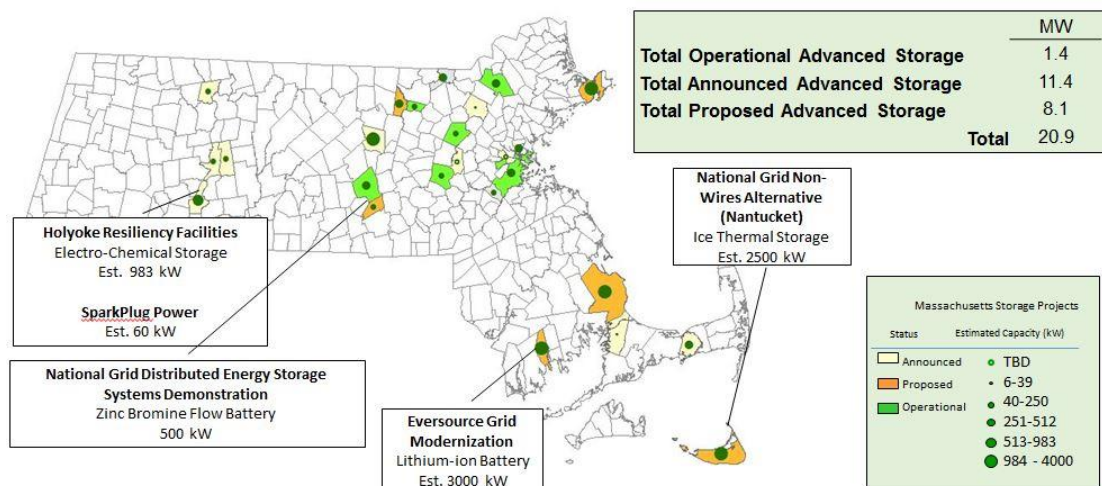 MW
Total Operational Advanced Storage 1.4
Total Announced Advanced Storage 11.4
Total Proposed Advanced Storage 8.1
Total 20.9
National Grid Non-
Wires Alternative
(Nantucket)
Ice Thermal Storage
Est. 2500 kW
Holyoke Resiliency Facilities
Electro-Chemical Storage
Est. 983 kW
SparkPlug Power
Est. 60 kW
National Grid Distributed Energy Storage
Systems Demonstration
Zinc Bromine Flow Battery
500 kW
Eversource Grid
Modernization
Lithium-ion Battery
Est. 3000 kW
Massachusetts Storage Projects
Status Estimated Capacity (kW)
Announced
Proposed
Operational
TBD
6-39
40-250
251-512
513-983
984 - 4000